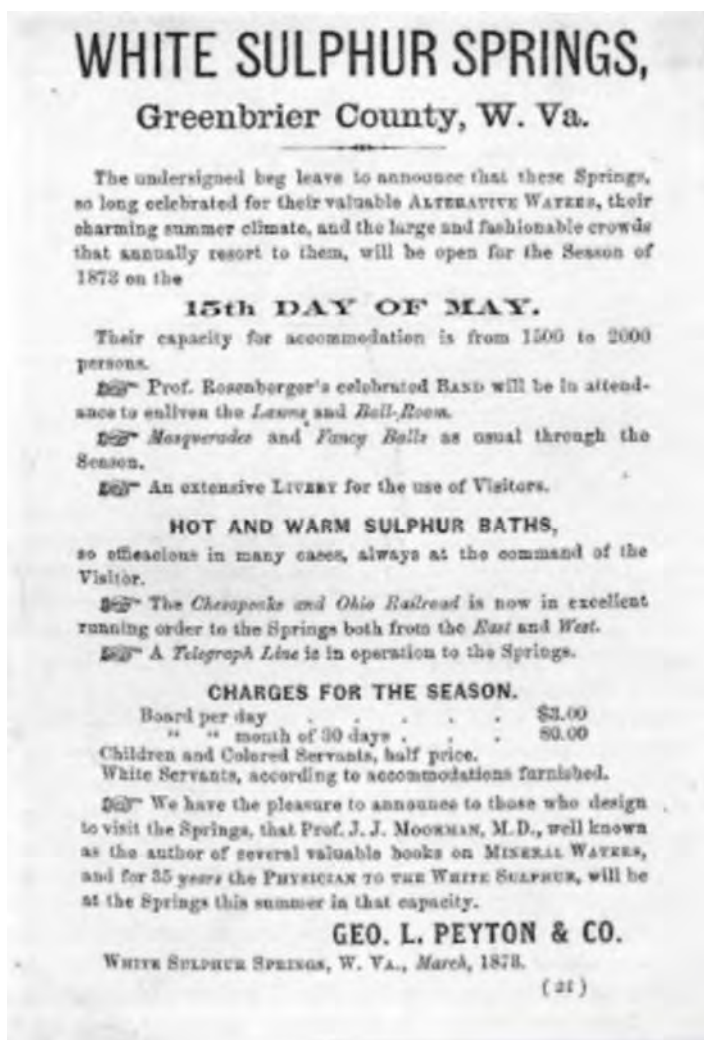 WHITE SULPHUR SPRINGS,
Greenbrier County, W. Va.
The undersigned beg leave to announce that these Springs,
so long celebrated for their valuable ALTERATIVE WATERS, their
charming summer climate, and the large and fashionable crowds
that annually resort to them, will be open for the Season of
1873 on the
15th DAY OF MAY.
Their capacity for accommodation is from 1500 to 2000
persons.
☞ Prof. Rosenberger's celebrated BAND will be in attend-
ance to enliven the Lawns and Ball-Room.
☞ Masquerades and Fancy Balls as usual through the
Season.
☞ An extensive LIVERY for the use of Visitors.
HOT AND WARM SULPHUR BATHS,
so efficacious in many cases, always at the command of the
Visitor.
☞ The Chesapeake and Ohio Railroad is now in excellent
running order to the Springs both from the East and West.
☞ A Telegraph Line is in operation to the Springs.
CHARGES FOR THE SEASON.
Board per day . . . . . $3.00
" " month of 30 days . . . 80.00
Children and Colored Servants, half price.
White Servants, according to accommodations furnished.
☞ We have the pleasure to announce to those who design
to visit the Springs, that Prof. J. J. MOORMAN, M.D., well known
as the author of several valuable books on MINERAL WATERS,
and for 35 years the PHYSICIAN TO THE WHITE SULPHUR, will be
at the Springs this summer in that capacity.
GEO. L. PEYTON & CO.
WHITE SULPHUR SPRINGS, W. VA., March, 1873.
(21)